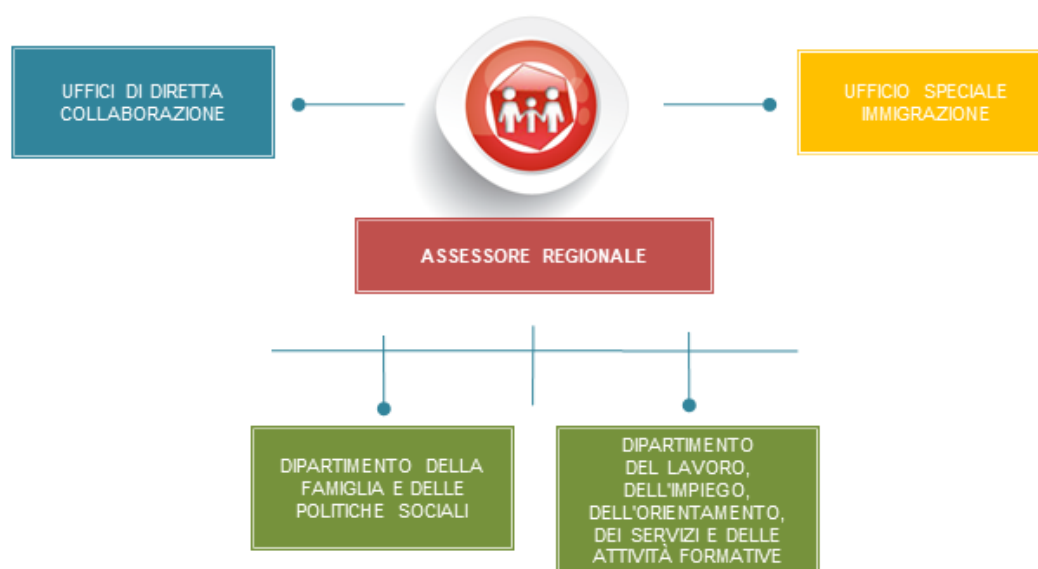 UFFICI DI DIRETTA
COLLABORAZIONE
UFFICIO SPECIALE
IMMIGRAZIONE
ASSESSORE REGIONALE
DIPARTIMENTO DELLA
FAMIGLIA E DELLE
POLITICHE SOCIALI
DIPARTIMENTO
DEL LAVORO,
DELL'IMPIEGO,
DELL'ORIENTAMENTO,
DEI SERVIZI E DELLE
ATTIVITÀ FORMATIVE